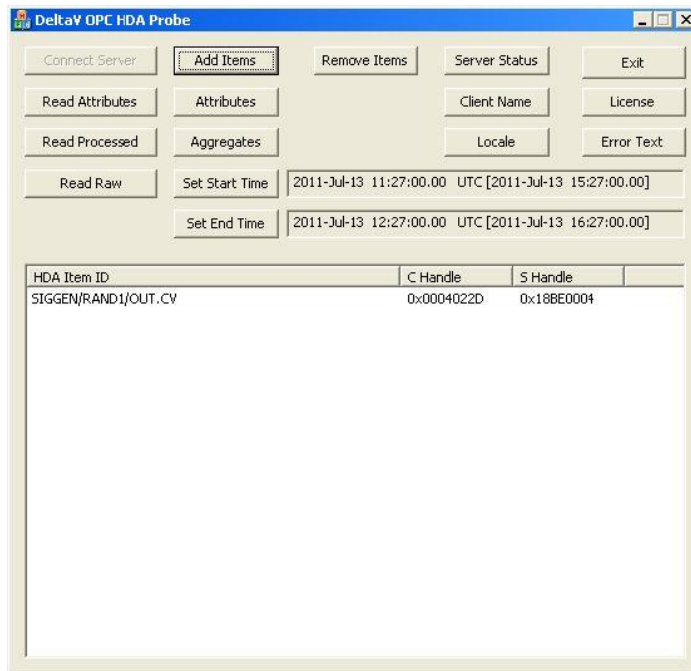 DeltaV OPC HDA Probe
Connect Server Add Items Remove Items Server Status Exit
Read Attributes Attributes Client Name License
Read Processed Aggregates Locale Error Text
Read Raw Set Start Time 2011-Jul-13 11:27:00.00 UTC [2011-Jul-13 15:27:00.00]
Set End Time 2011-Jul-13 12:27:00.00 UTC [2011-Jul-13 16:27:00.00]
HDA Item ID C Handle S Handle
SIGGEN/RAND1/OUT.CV 0x0004022D 0x18BE0004